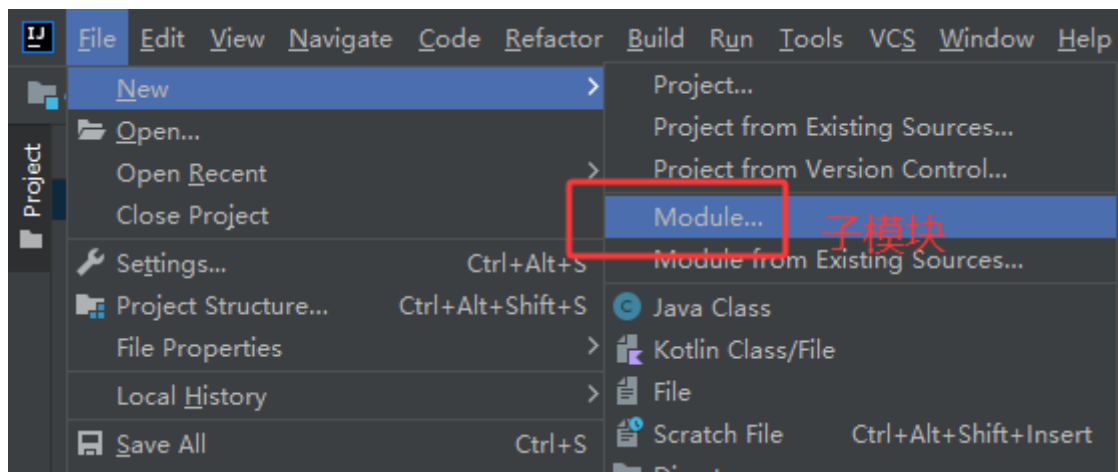 IJ File Edit View Navigate Code Refactor Build Run Tools VCS Window Help
New
Project...
Open...
Project from Existing Sources...
Open Recent
Project from Version Control...
Close Project
Module... 子模块
Module from Existing Sources...
Settings... Ctrl+Alt+S
Project Structure... Ctrl+Alt+Shift+S
Java Class
File Properties
Kotlin Class/File
Local History
File
Save All Ctrl+S
Scratch File Ctrl+Alt+Shift+Insert
Project